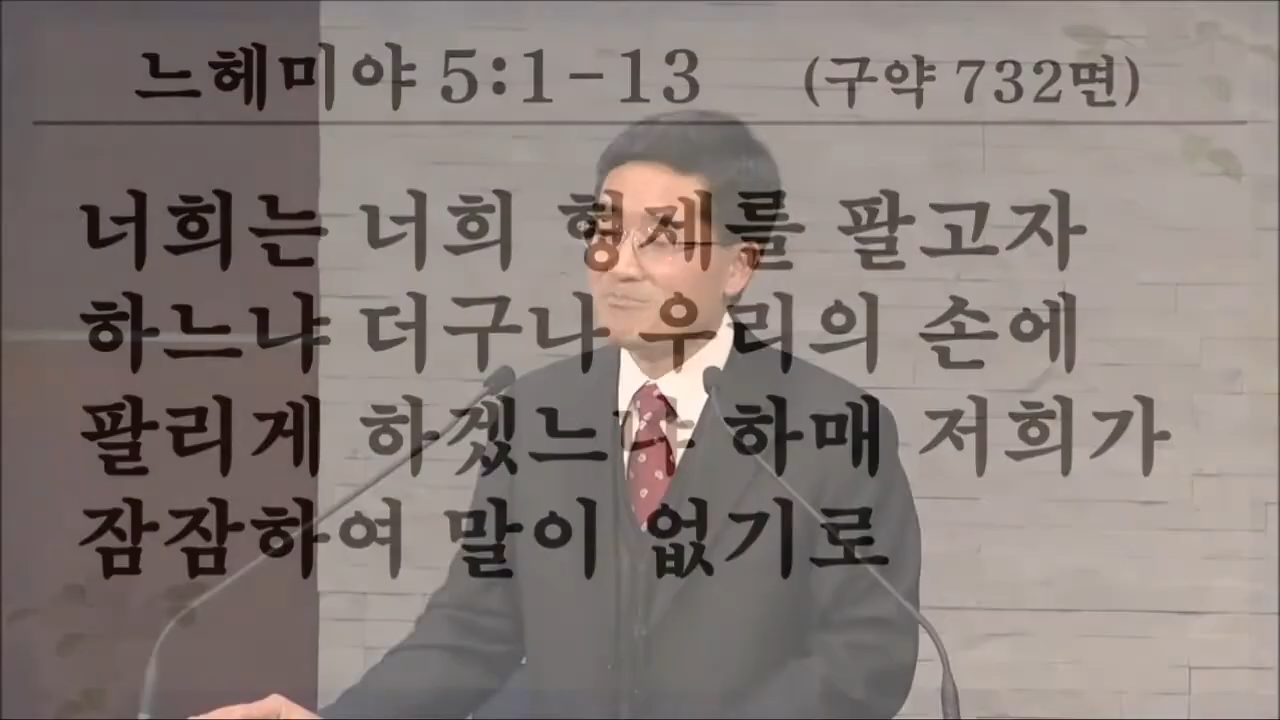 느헤미야 5:1-13 (구약 732면)
너희는 너희 형제를 팔고자
하느냐 더구나 우리의 손에
팔리게 하겠느냐 하매 저희가
잠잠하여 말이 없기로